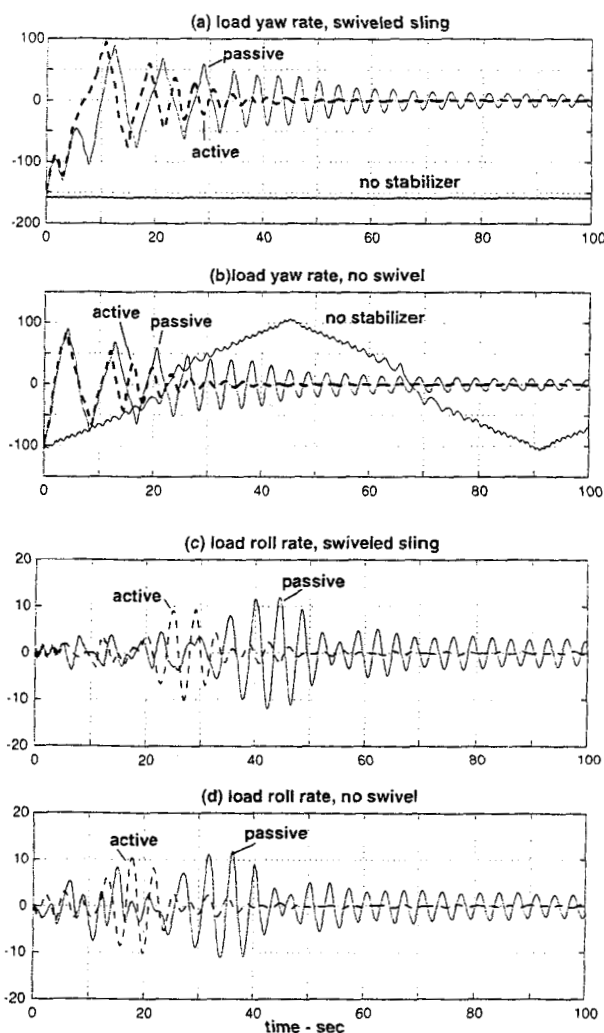 (a) load yaw rate, swiveled sling
100
passive
0
active
-100
no stabilizer
-200
0 20 40 60 80 100
(b)load yaw rate, no swivel
active
passive
no stabilizer
100
0
-100
0 20 40 60 80 100
(c) load roll rate, swiveled sling
20
active
passive
10
0
-10
-20
0 20 40 60 80 100
(d) load roll rate, no swivel
20
active
passive
10
0
-10
-20
0 20 40 60 80 100
time - sec